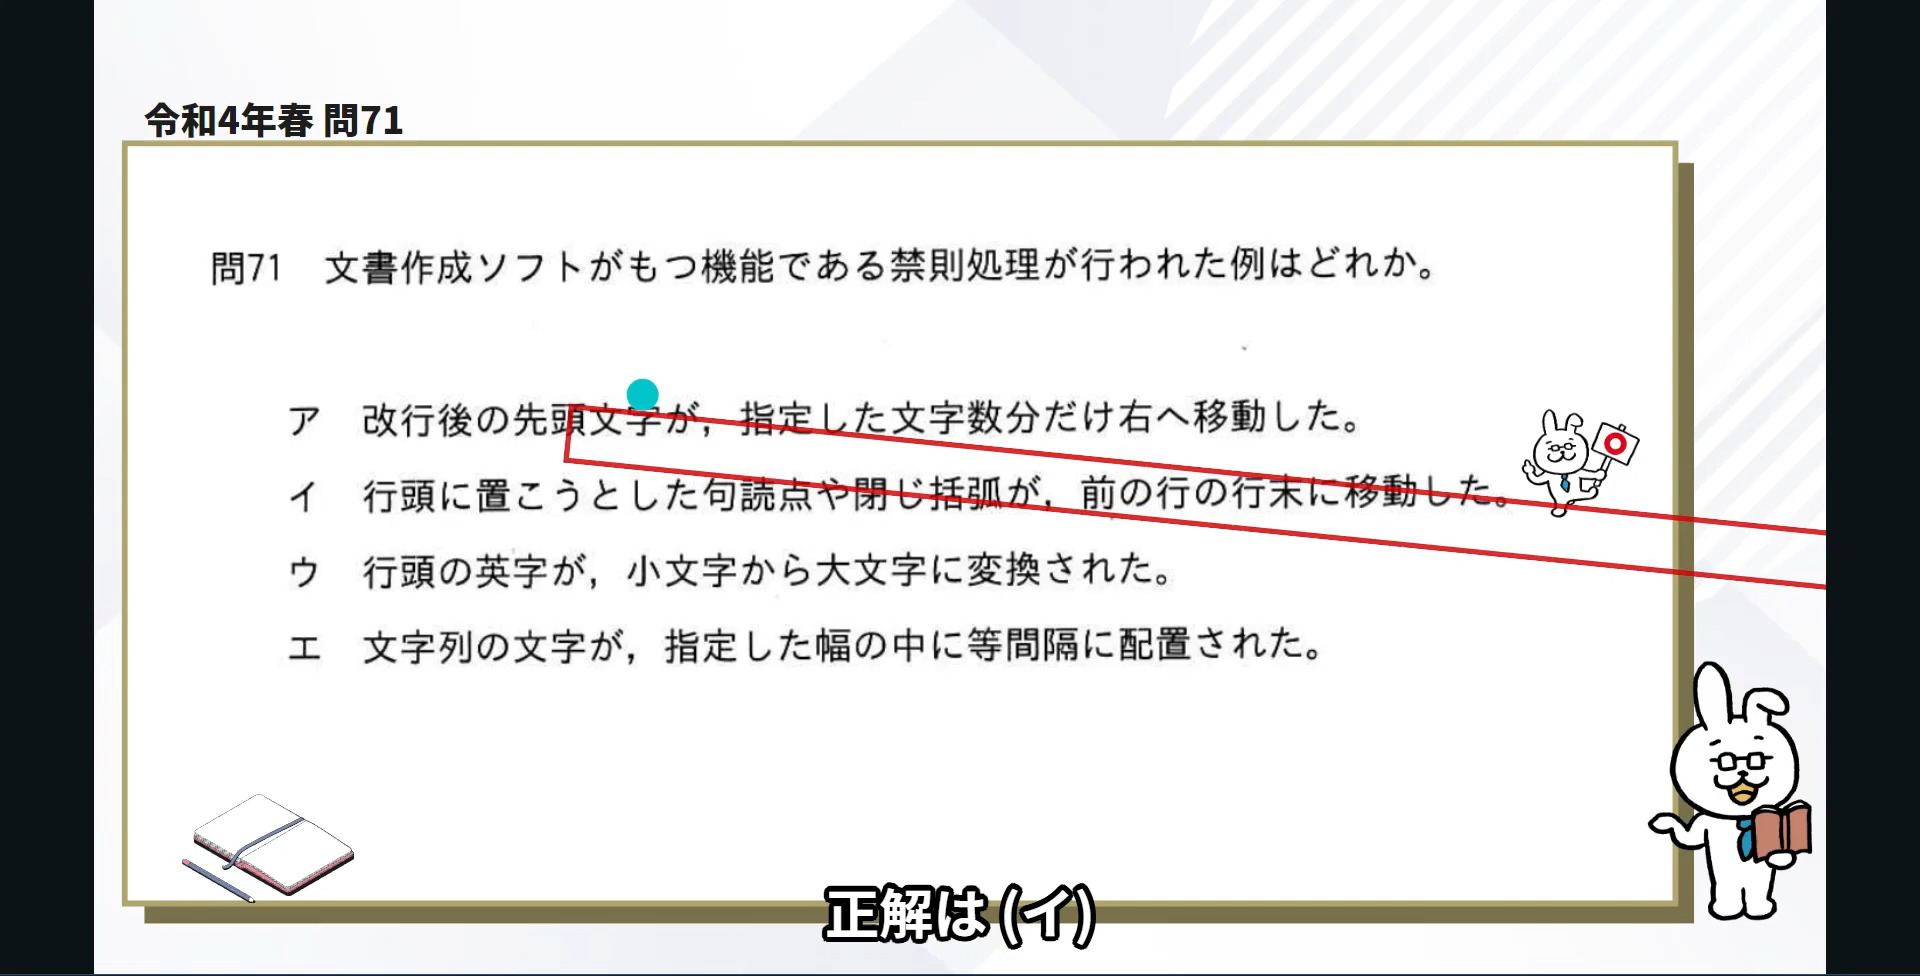 令和4年春 問71
問71 文書作成ソフトがもつ機能である禁則処理が行われた例はどれか。
ア 改行後の先頭文字が，指定した文字数分だけ右へ移動した。
イ 行頭に置こうとした句読点や閉じ括弧が，前の行の行末に移動した。
ウ 行頭の英字が，小文字から大文字に変換された。
エ 文字列の文字が，指定した幅の中に等間隔に配置された。
正解は (イ)